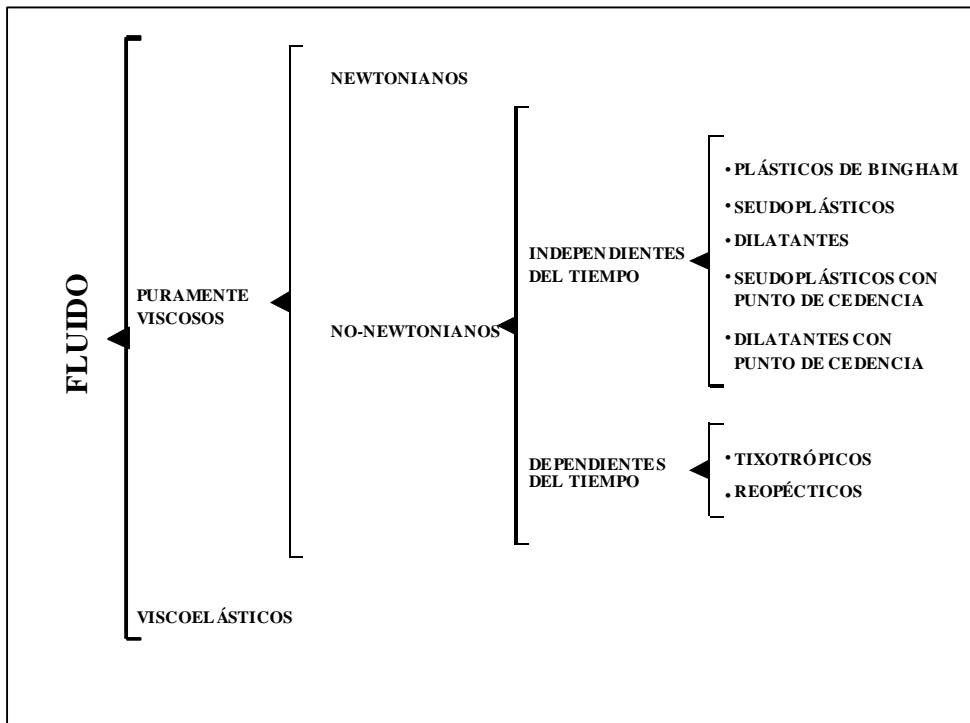 FLUIDO
PURAMENTE
VISCOSOS
VISCOELÁSTICOS
NEWTONIANOS
NO-NEWTONIANOS
INDEPENDIENTES
DEL TIEMPO
DEPENDIENTES
DEL TIEMPO
• PLÁSTICOS DE BINGHAM
• SEUDOPLÁSTICOS
• DILATANTES
• SEUDOPLÁSTICOS CON
PUNTO DE CEDENCIA
• DILATANTES CON
PUNTO DE CEDENCIA
• TIXOTRÓPICOS
• REOPÉCTICOS